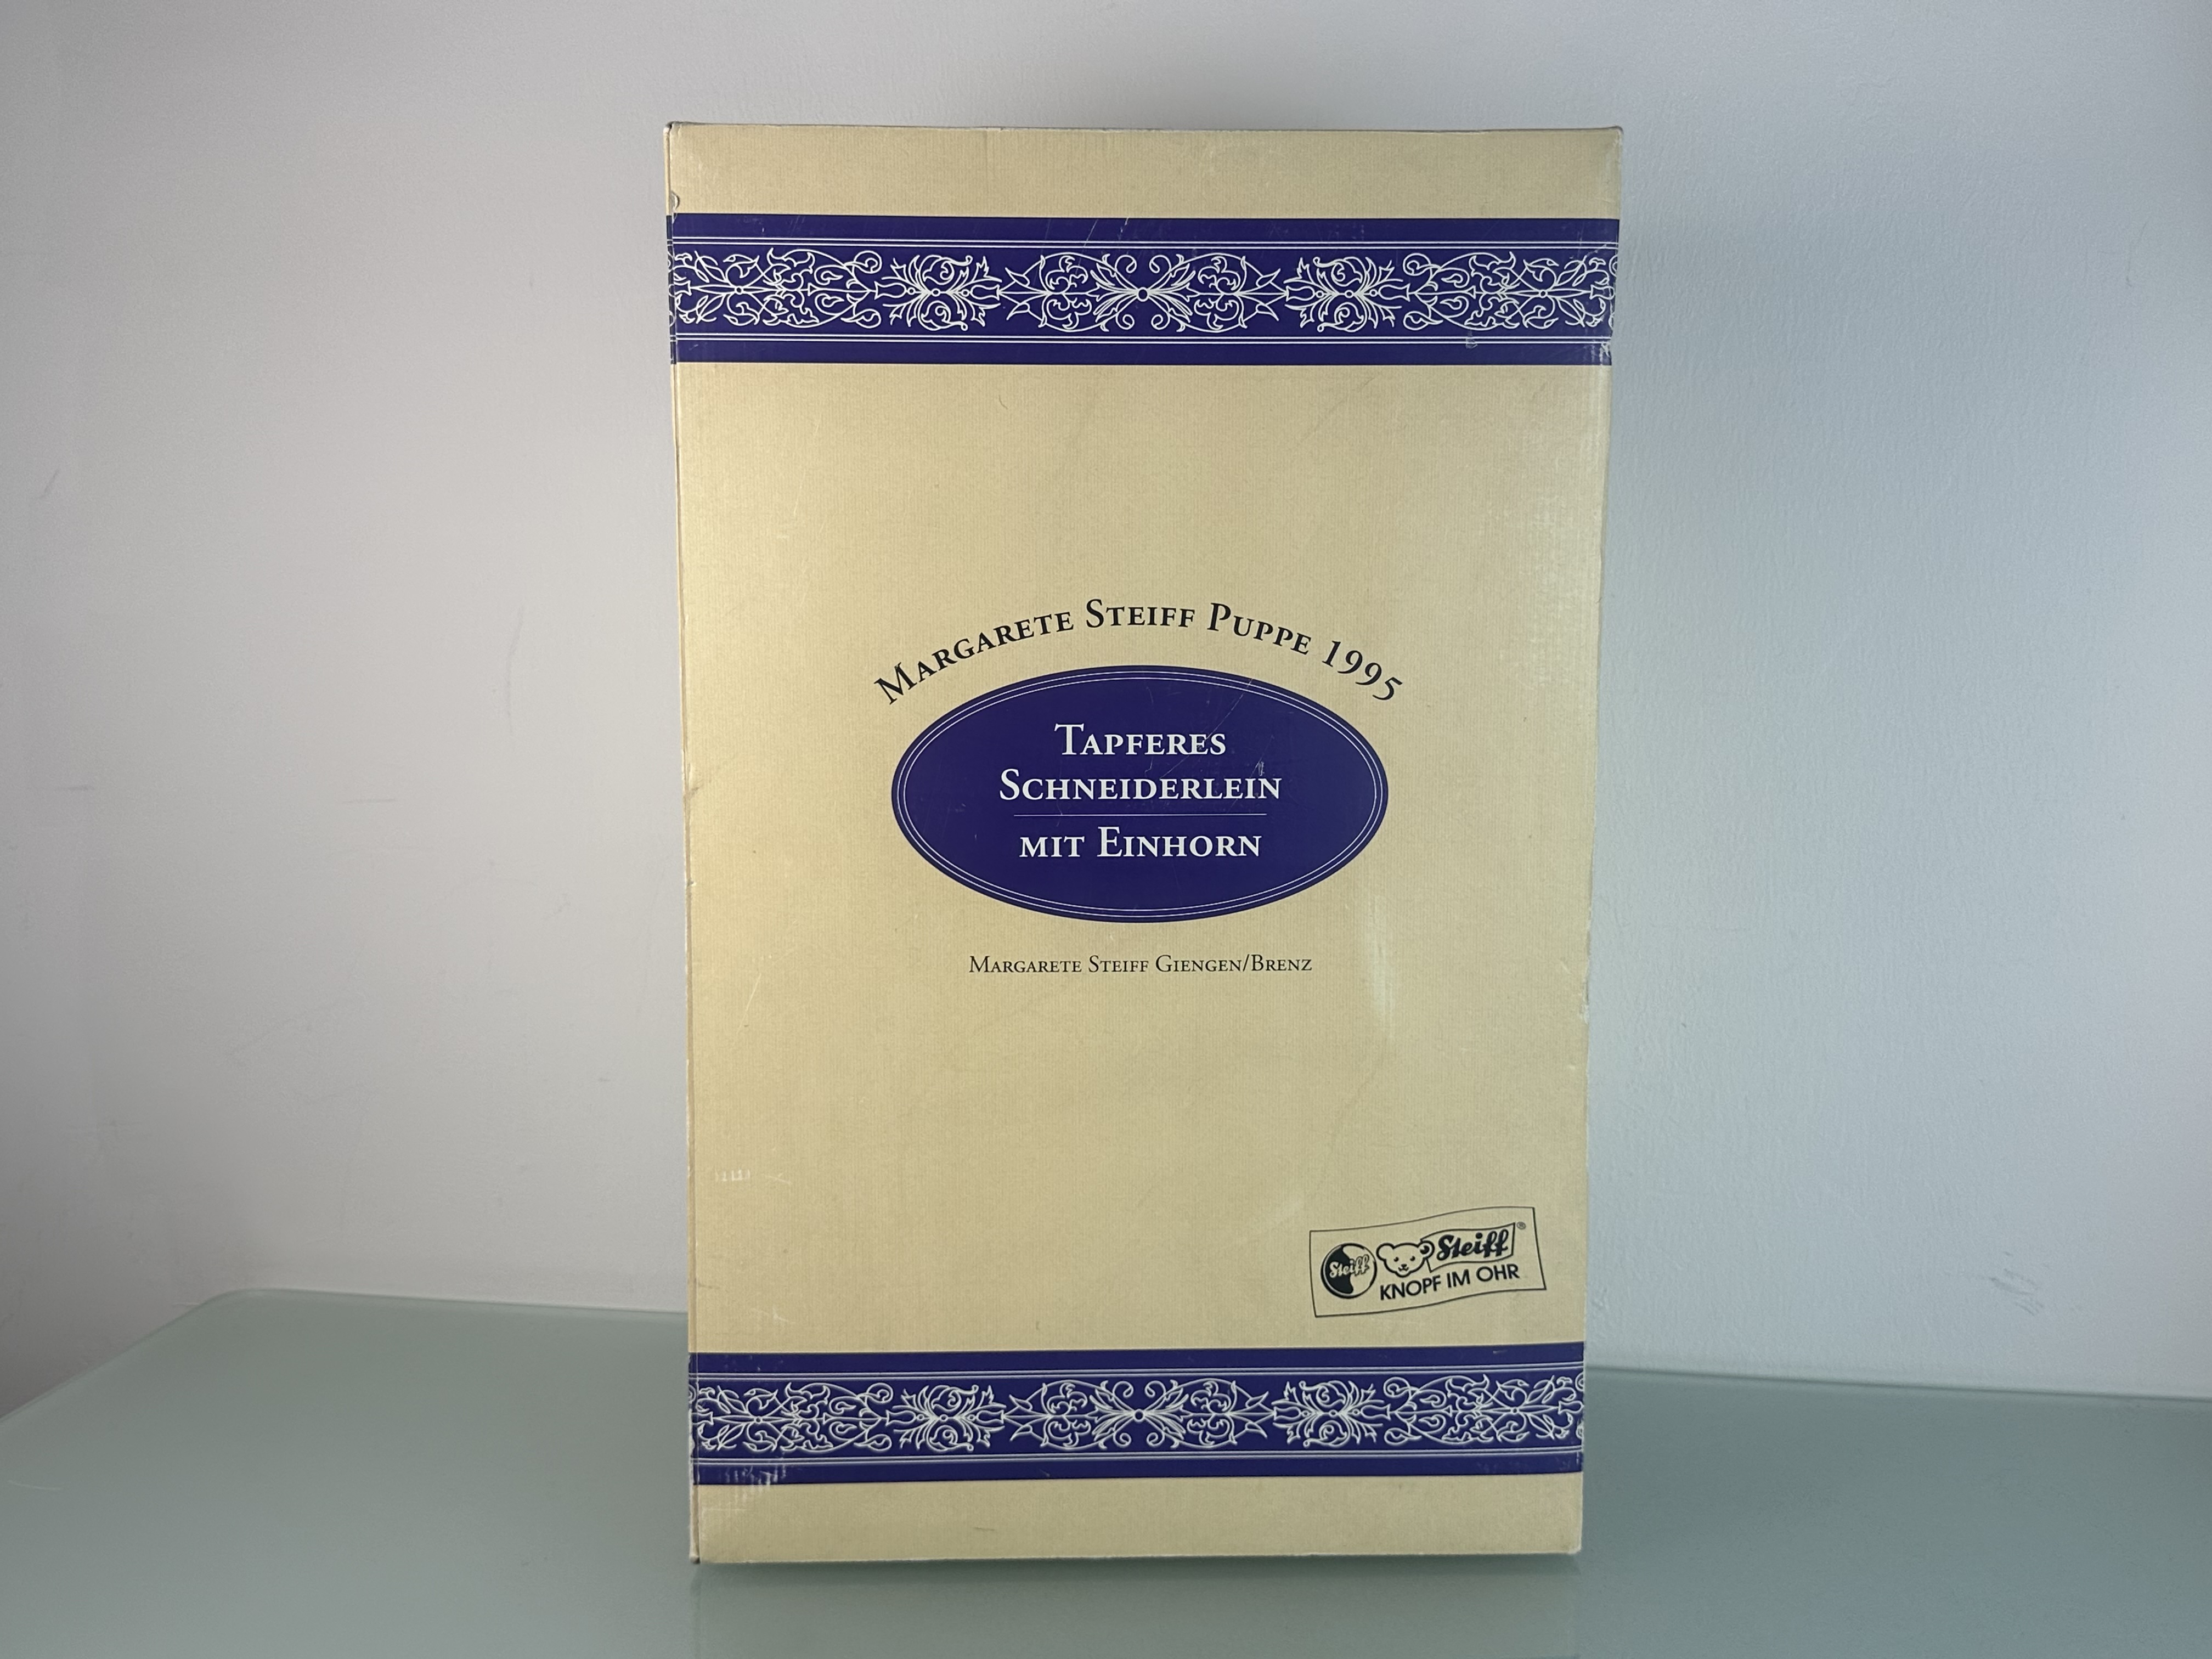 Margarete Steiff Puppe 1995
Tapferes
Schneiderlein
mit Einhorn
Margarete Steiff Giengen/Brenz
Steiff
Steiff®
KNOPF IM OHR